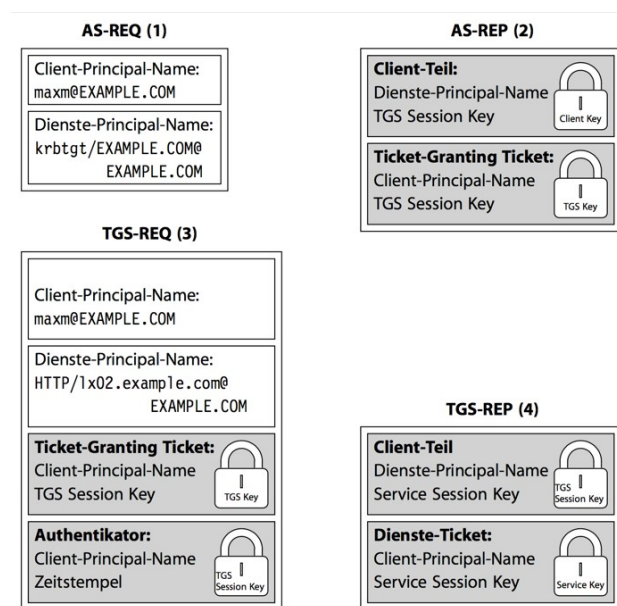 AS-REQ (1)
Client-Principal-Name:
maxm@EXAMPLE.COM
Dienste-Principal-Name:
krbtgt/EXAMPLE.COM@
EXAMPLE.COM
AS-REP (2)
Client-Teil:
Dienste-Principal-Name
TGS Session Key
Client Key
Ticket-Granting Ticket:
Client-Principal-Name
TGS Session Key
TGS Key
TGS-REQ (3)
Client-Principal-Name:
maxm@EXAMPLE.COM
Dienste-Principal-Name:
HTTP/lx02.example.com@
EXAMPLE.COM
Ticket-Granting Ticket:
Client-Principal-Name
TGS Session Key
TGS Key
Authentikator:
Client-Principal-Name
Zeitstempel
TGS
Session Key
TGS-REP (4)
Client-Teil
Dienste-Principal-Name
Service Session Key
TGS
Session Key
Dienste-Ticket:
Client-Principal-Name
Service Session Key
Service Key